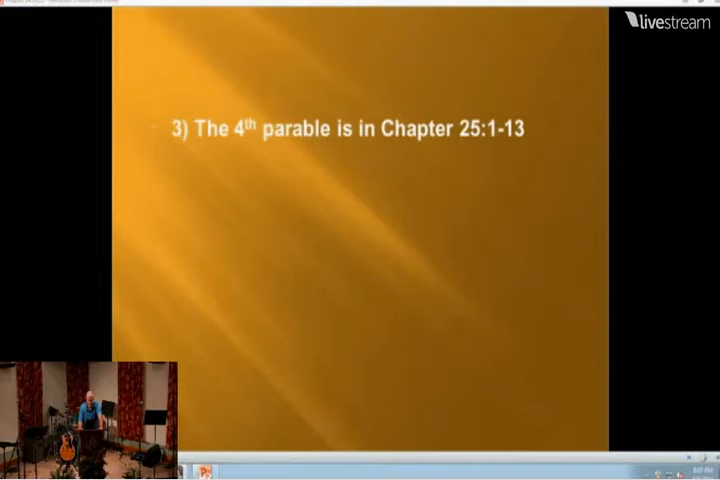 livestream
3) The 4th parable is in Chapter 25:1-13